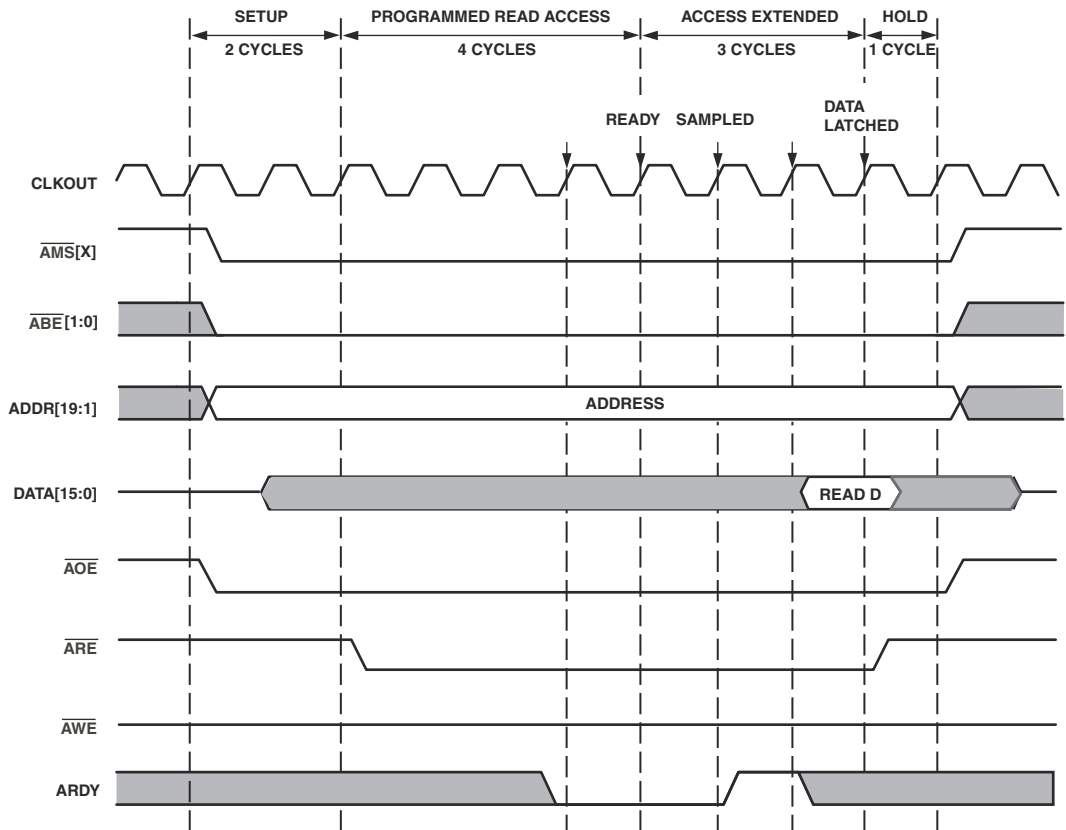 SETUP PROGRAMMED READ ACCESS ACCESS EXTENDED HOLD
2 CYCLES 4 CYCLES 3 CYCLES 1 CYCLE
READY SAMPLED
DATA
LATCHED
CLKOUT
AMS[X]
ABE[1:0]
ADDR[19:1] ADDRESS
DATA[15:0] READ D
AOE
ARE
AWE
ARDY